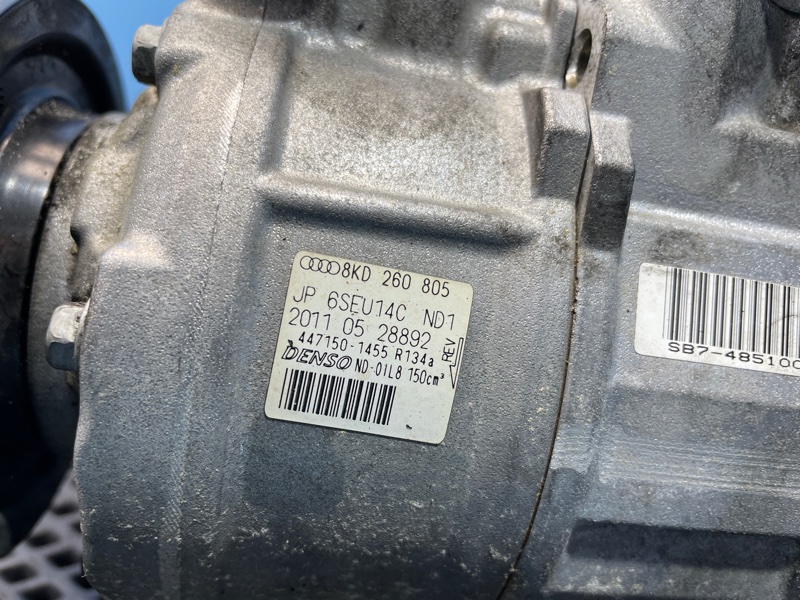 8KD 260 805
JP 6SEU14C ND1
2011 05 28892
447150-1455 R134a
DENSO ND-OIL8 150cm³
REV
SB7-48510